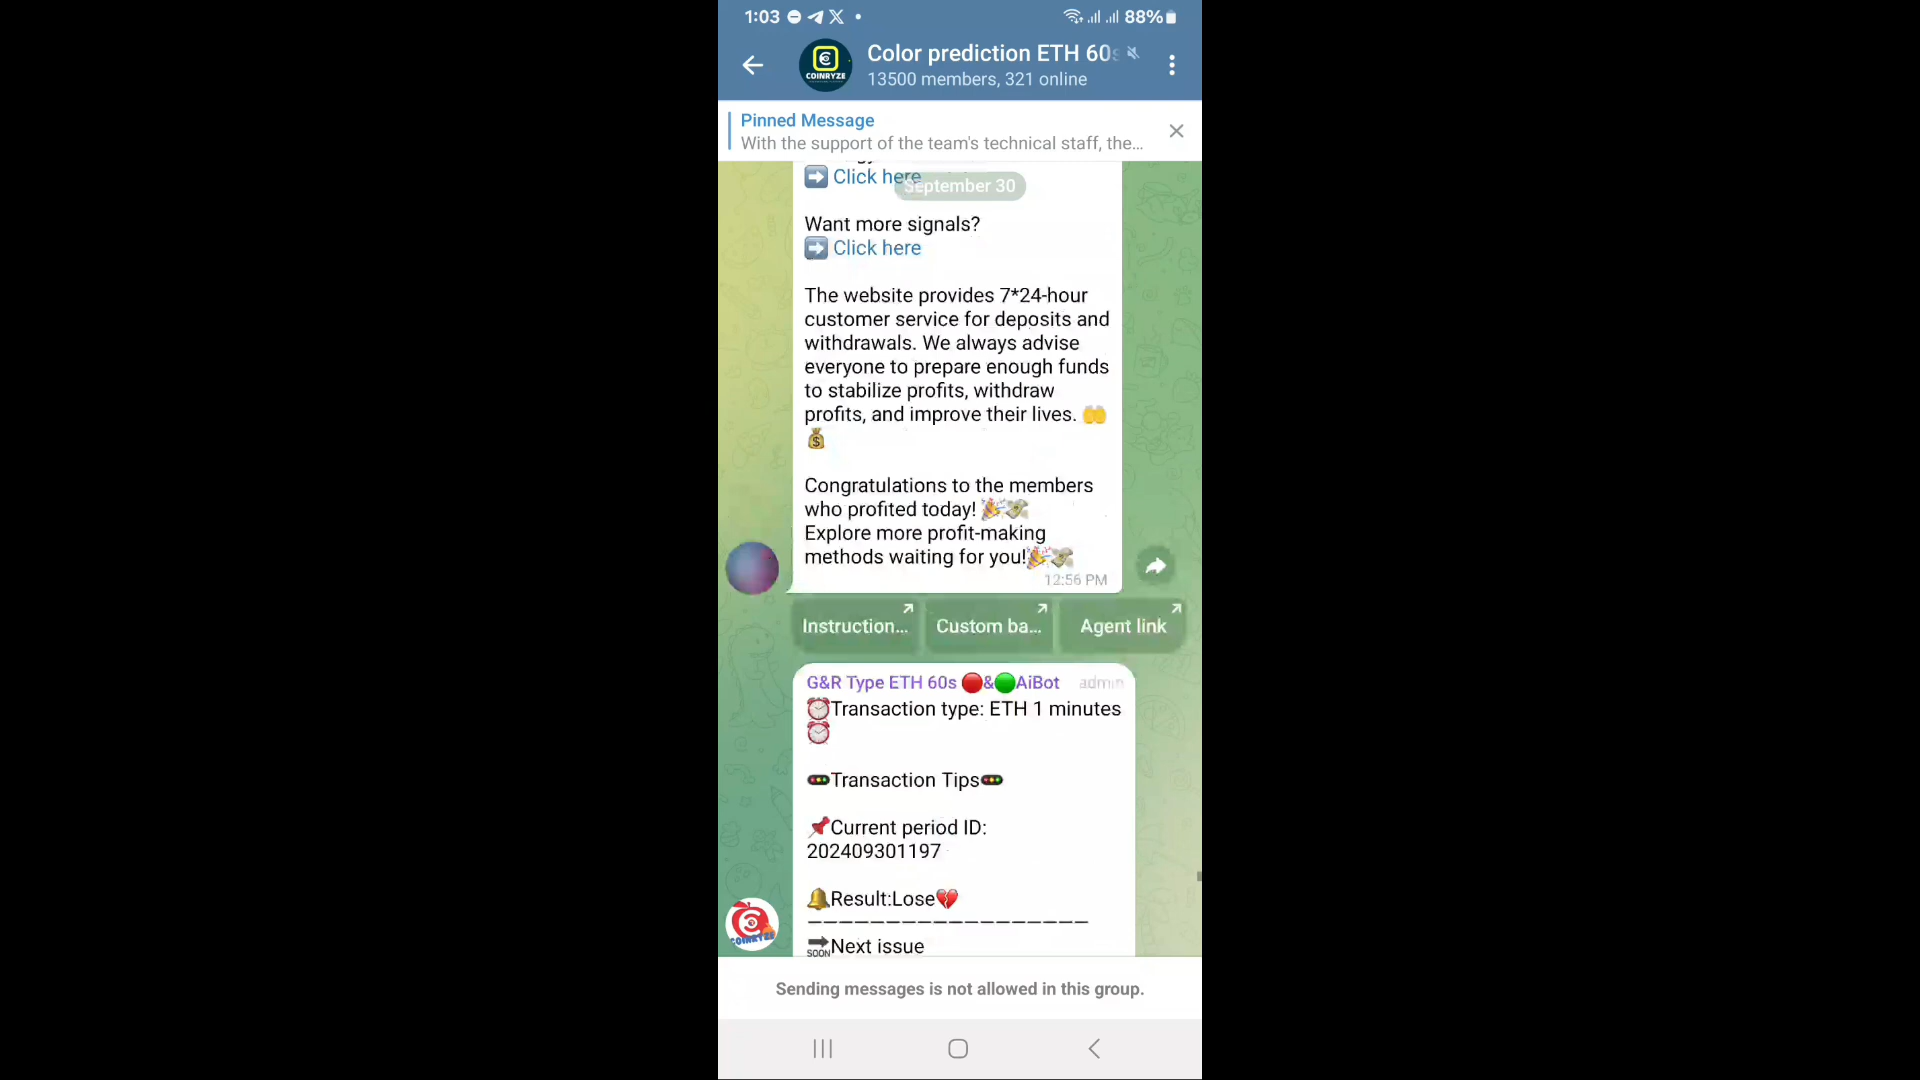 1:03 88%
Color prediction ETH 60s
13500 members, 321 online
COINRYZE
Pinned Message
With the support of the team's technical staff, the...
➡️ Click here
September 30
Want more signals?
➡️ Click here
The website provides 7*24-hour
customer service for deposits and
withdrawals. We always advise
everyone to prepare enough funds
to stabilize profits, withdraw
profits, and improve their lives. 🤲
💰
Congratulations to the members
who profited today! 🎉💸
Explore more profit-making
methods waiting for you!🎉💸
12:56 PM
Instruction... Custom ba... Agent link
G&R Type ETH 60s 🔴&🟢AiBot admin
⏰Transaction type: ETH 1 minutes
⏰
🚥Transaction Tips🚥
📌Current period ID:
202409301197
🔔Result:Lose💔
——————————————————
🔜Next issue
COINRYZE
Sending messages is not allowed in this group.